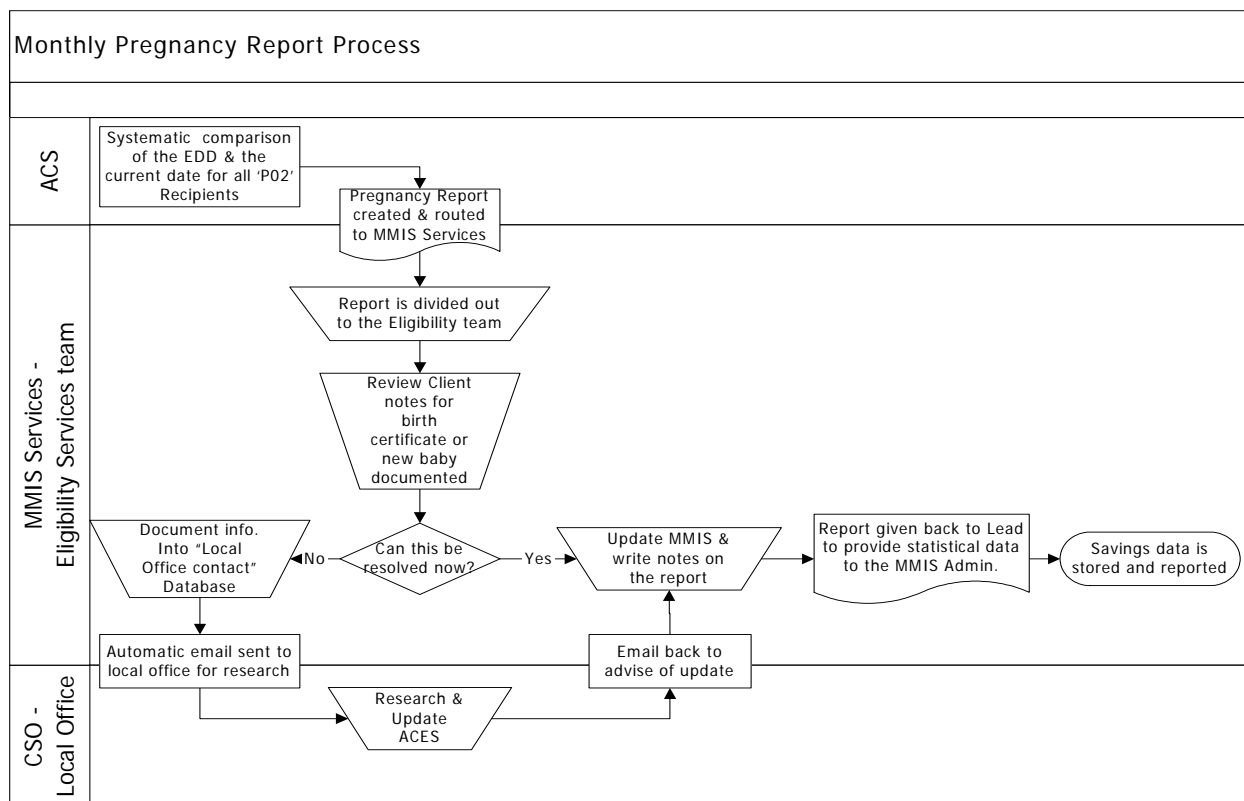 Monthly Pregnancy Report Process
ACS
Systematic comparison
of the EDD & the
current date for all ‘P02’
Recipients
Pregnancy Report
created & routed
to MMIS Services
MMIS Services -
Eligibility Services team
Report is divided out
to the Eligibility team
Review Client
notes for
birth
certificate or
new baby
documented
Document info.
Into “Local
Office contact”
Database
No
Can this be
resolved now?
Yes
Update MMIS &
write notes on
the report
Report given back to Lead
to provide statistical data
to the MMIS Admin.
Savings data is
stored and reported
Automatic email sent to
local office for research
Email back to
advise of update
CSO -
Local Office
Research &
Update
ACES